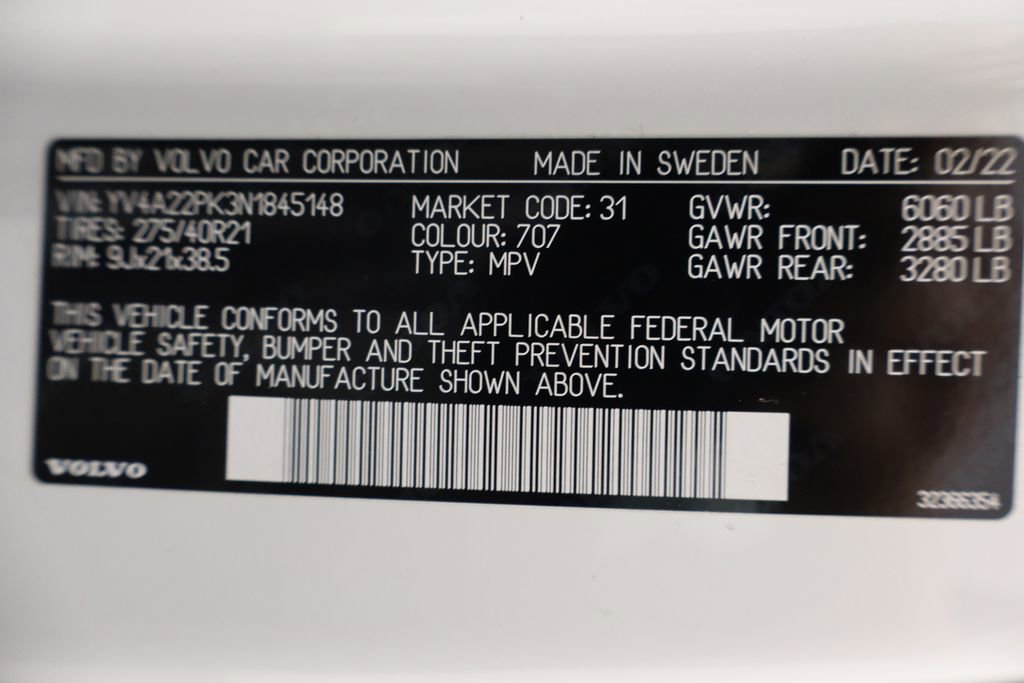 MFD BY VOLVO CAR CORPORATION MADE IN SWEDEN DATE: 02/22
VIN: YV4A22PK3N1845148 MARKET CODE: 31 GVWR: 6060 LB
TIRES: 275/40R21 COLOUR: 707 GAWR FRONT: 2885 LB
RIM: 9Jx21x38.5 TYPE: MPV GAWR REAR: 3280 LB
THIS VEHICLE CONFORMS TO ALL APPLICABLE FEDERAL MOTOR
VEHICLE SAFETY, BUMPER AND THEFT PREVENTION STANDARDS IN EFFECT
ON THE DATE OF MANUFACTURE SHOWN ABOVE.
VOLVO 32366354